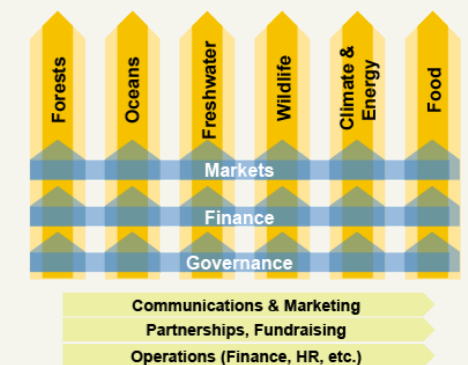 Forests
Oceans
Freshwater
Wildlife
Climate &
Energy
Food
Markets
Finance
Governance
Communications & Marketing
Partnerships, Fundraising
Operations (Finance, HR, etc.)